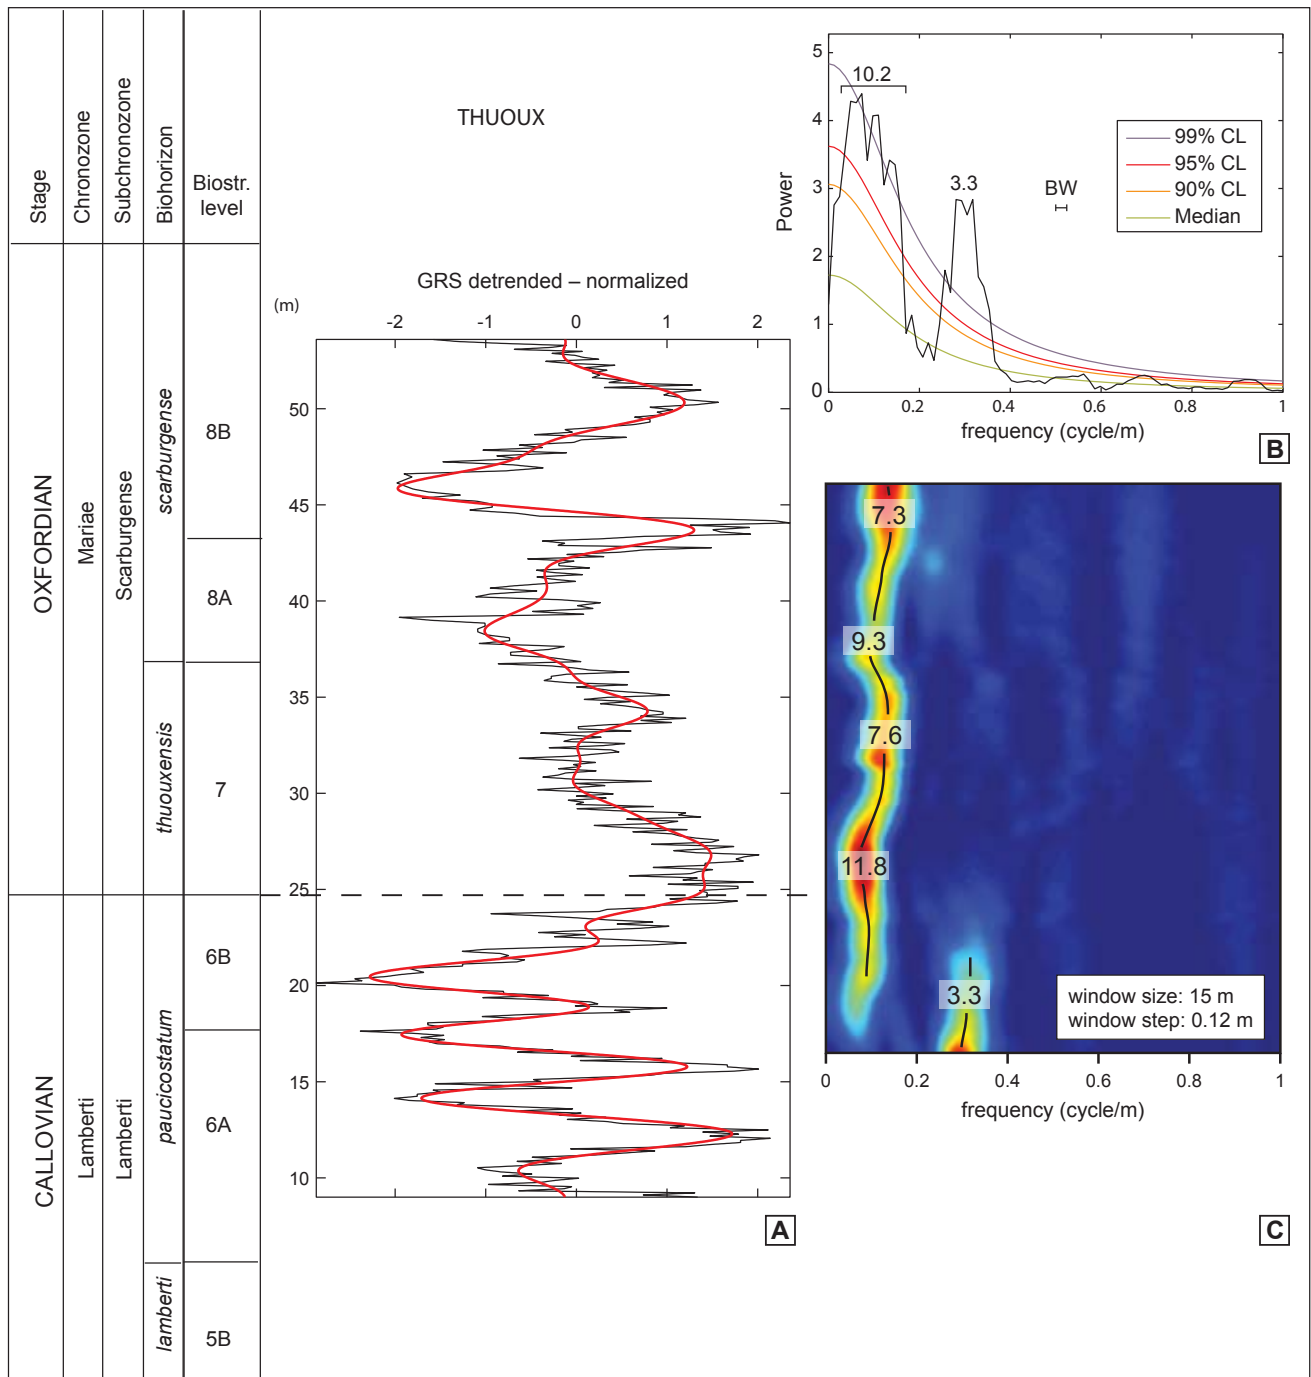 Stage
Chronozone
Subchronozone
Biohorizon
Biostr.
level
OXFORDIAN
Mariae
Scarburgense
scarburgense
8B
8A
thuouxensis
7
CALLOVIAN
Lamberti
Lamberti
paucicostatum
6B
6A
lamberti
5B
THUOUX
GRS detrended – normalized
(m)
-2 -1 0 1 2
50
45
40
35
30
25
20
15
10
A
5
4
3
2
1
0
Power
10.2
3.3
BW
99% CL
95% CL
90% CL
Median
0 0.2 0.4 0.6 0.8 1
frequency (cycle/m)
B
7.3
9.3
7.6
11.8
3.3
window size: 15 m
window step: 0.12 m
0 0.2 0.4 0.6 0.8 1
frequency (cycle/m)
C